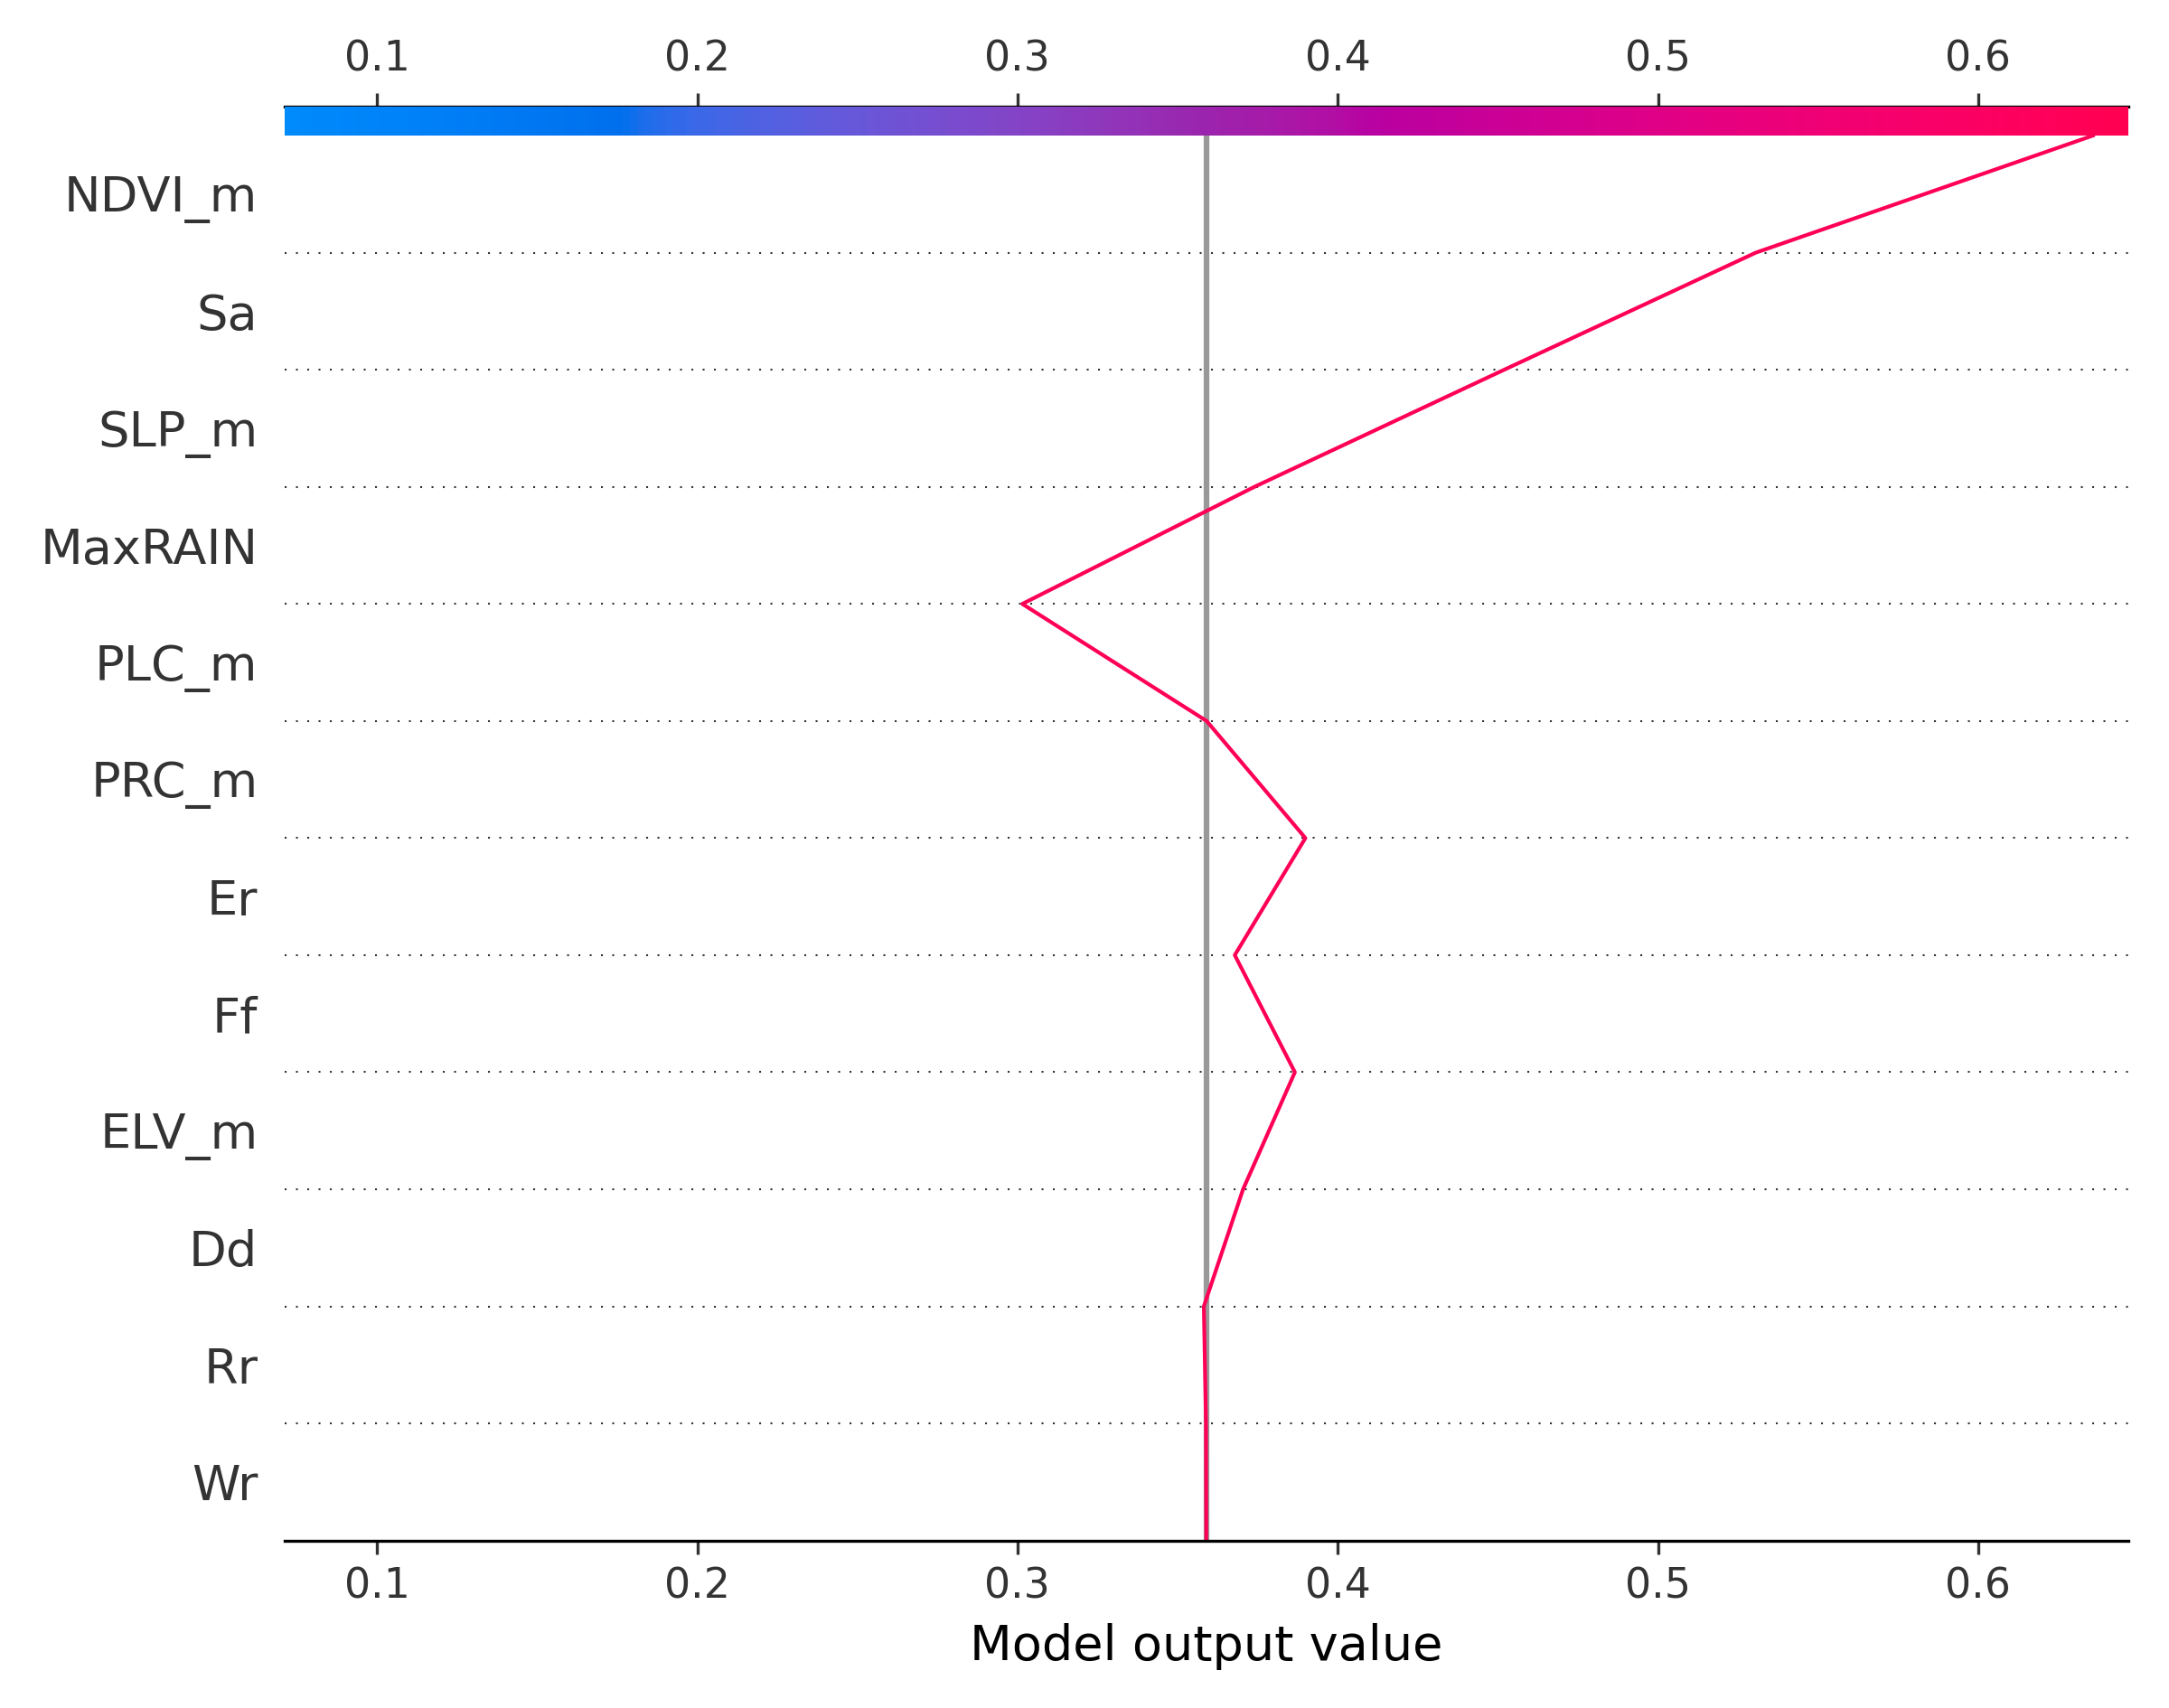 0.1 0.2 0.3 0.4 0.5 0.6
NDVI_m
Sa
SLP_m
MaxRAIN
PLC_m
PRC_m
Er
Ff
ELV_m
Dd
Rr
Wr
0.1 0.2 0.3 0.4 0.5 0.6
Model output value